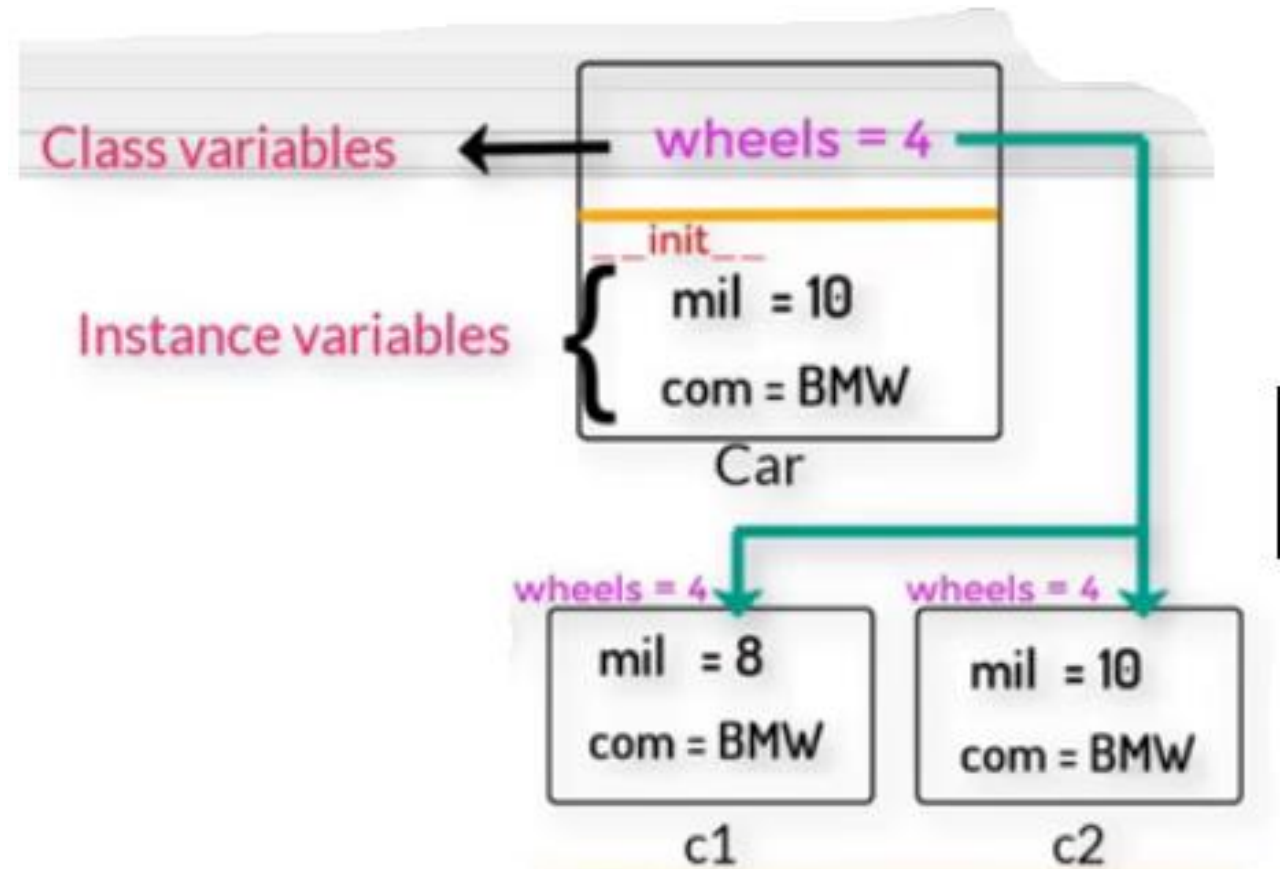 Class variables
wheels = 4
__init__
Instance variables
mil = 10
com = BMW
Car
wheels = 4
wheels = 4
mil = 8
com = BMW
c1
mil = 10
com = BMW
c2